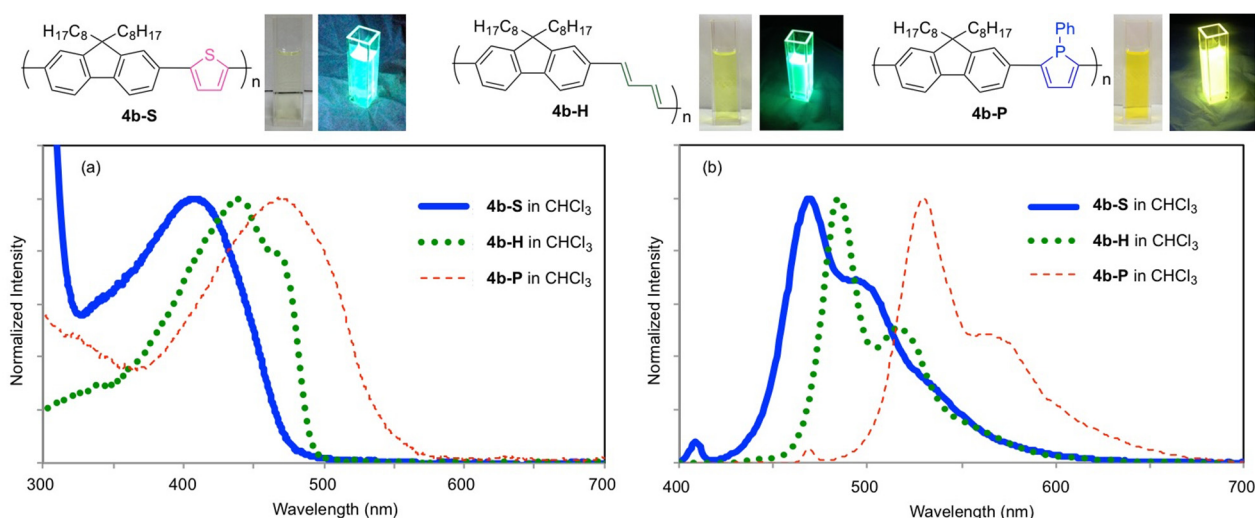 H₁₇C₈ C₈H₁₇
S
n
4b-S
H₁₇C₈ C₈H₁₇
n
4b-H
H₁₇C₈ C₈H₁₇
Ph
P
n
4b-P
(a)
4b-S in CHCl₃
4b-H in CHCl₃
4b-P in CHCl₃
Normalized Intensity
300 400 500 600 700
Wavelength (nm)
(b)
4b-S in CHCl₃
4b-H in CHCl₃
4b-P in CHCl₃
Normalized Intensity
400 500 600 700
Wavelength (nm)